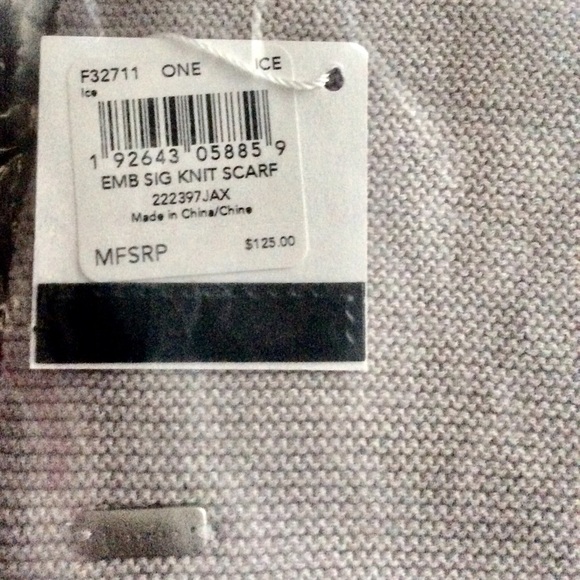 F32711 ONE ICE
Ice
1 92643 05885 9
EMB SIG KNIT SCARF
222397JAX
Made in China/Chine
MFSRP $125.00